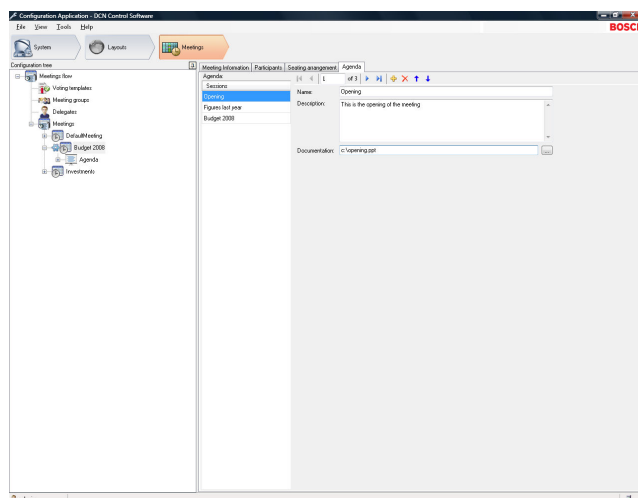 Configuration Application - DCN Control Software
File View Tools Help
BOSCH
System Layouts Meetings
Configuration tree
Meetings flow
Voting templates
Meeting groups
Delegates
Meetings
DefaultMeeting
Budget 2008
Agenda
Investments
Meeting Information Participants Seating arrangement Agenda
Agenda:
Sessions
Opening
Figures last year
Budget 2008
1 of 3
Name: Opening
Description: This is the opening of the meeting
Documentation: c:\opening.ppt ...